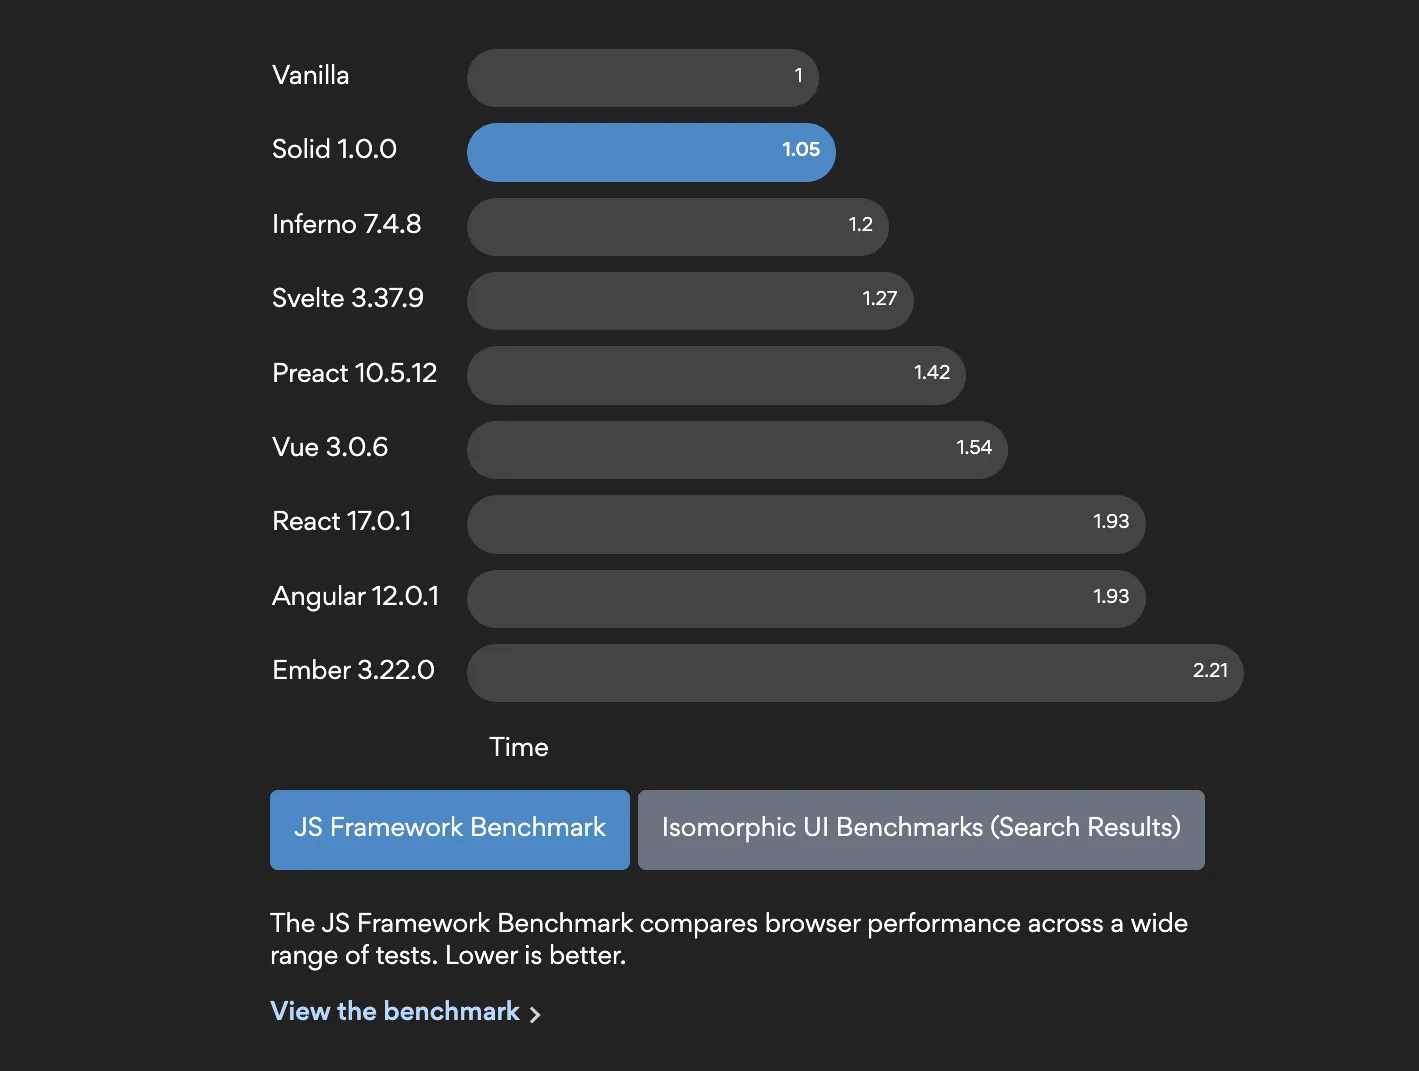 Vanilla 1
Solid 1.0.0 1.05
Inferno 7.4.8 1.2
Svelte 3.37.9 1.27
Preact 10.5.12 1.42
Vue 3.0.6 1.54
React 17.0.1 1.93
Angular 12.0.1 1.93
Ember 3.22.0 2.21
Time
JS Framework Benchmark Isomorphic UI Benchmarks (Search Results)
The JS Framework Benchmark compares browser performance across a wide
range of tests. Lower is better.
View the benchmark